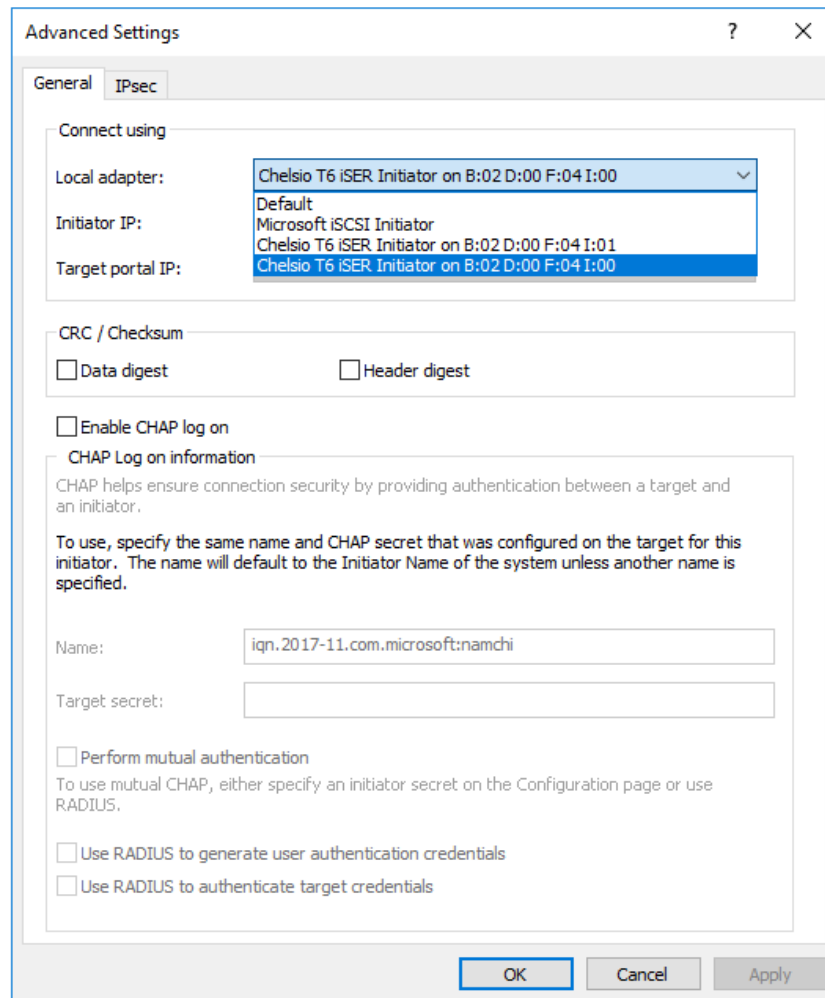 Advanced Settings
?
General
IPsec
Connect using
Local adapter:
Chelsio T6 iSER Initiator on B:02 D:00 F:04 I:00
Default
Microsoft iSCSI Initiator
Chelsio T6 iSER Initiator on B:02 D:00 F:04 I:01
Chelsio T6 iSER Initiator on B:02 D:00 F:04 I:00
Initiator IP:
Target portal IP:
CRC / Checksum
Data digest
Header digest
Enable CHAP log on
CHAP Log on information
CHAP helps ensure connection security by providing authentication between a target and
an initiator.
To use, specify the same name and CHAP secret that was configured on the target for this
initiator.  The name will default to the Initiator Name of the system unless another name is
specified.
Name:
iqn.2017-11.com.microsoft:namchi
Target secret:
Perform mutual authentication
To use mutual CHAP, either specify an initiator secret on the Configuration page or use
RADIUS.
Use RADIUS to generate user authentication credentials
Use RADIUS to authenticate target credentials
OK
Cancel
Apply